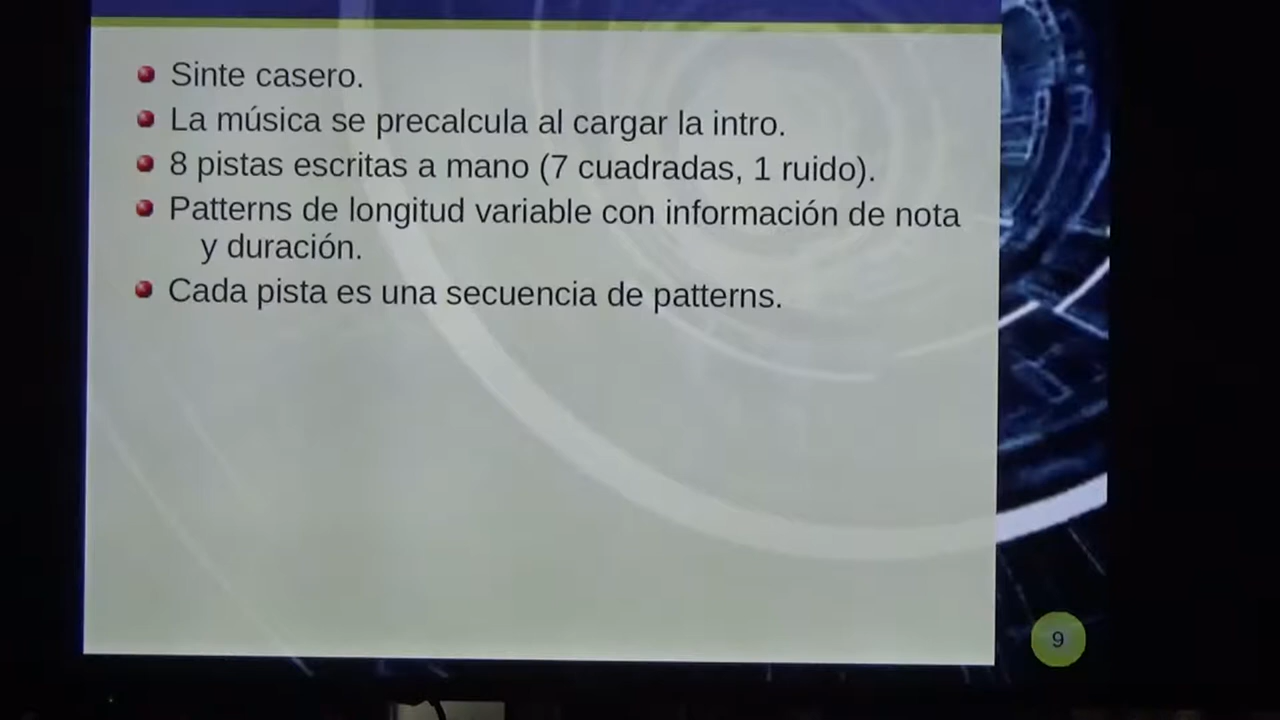 Sinte casero.
La música se precalcula al cargar la intro.
8 pistas escritas a mano (7 cuadradas, 1 ruido).
Patterns de longitud variable con información de nota
y duración.
Cada pista es una secuencia de patterns.
9